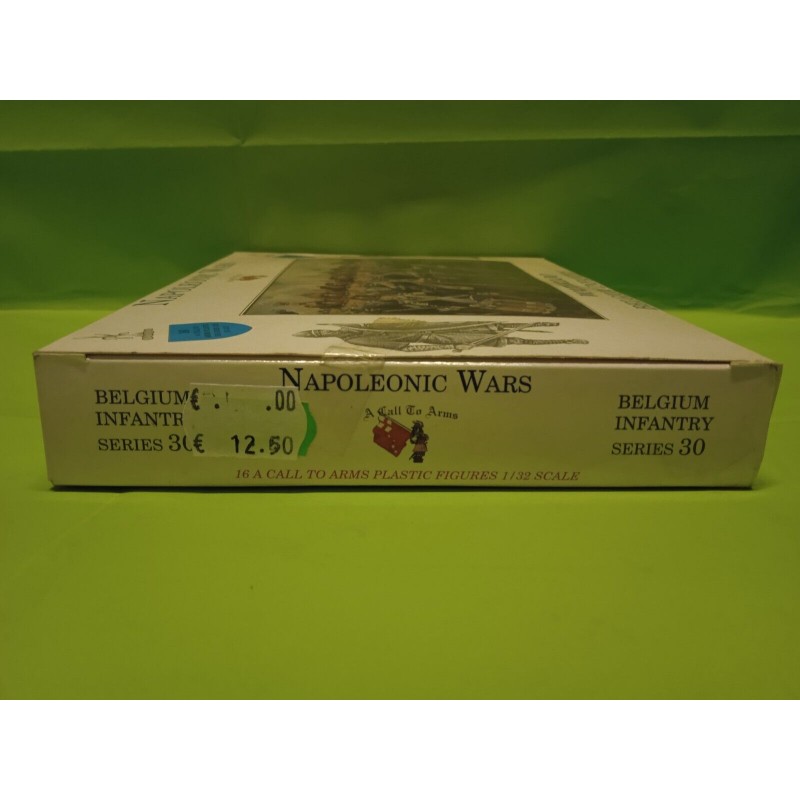 NAPOLEONIC WARS
BELGIUM
INFANTR
SERIES 30
€ . .00
€ 12.50
A Call To Arms
BELGIUM
INFANTRY
SERIES 30
16 A CALL TO ARMS PLASTIC FIGURES 1/32 SCALE